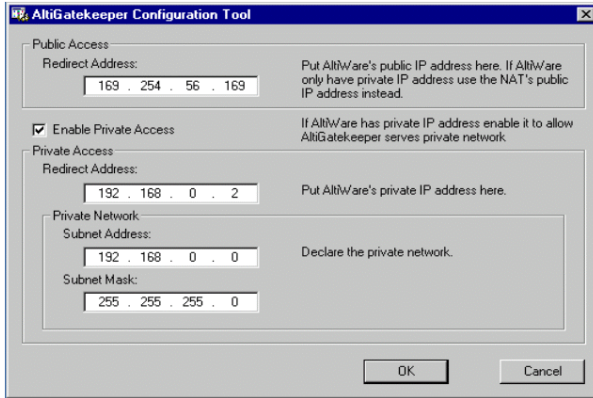 AltiGatekeeper Configuration Tool
Public Access
Redirect Address:
169 . 254 . 56 . 169
Put AltiWare's public IP address here. If AltiWare
only have private IP address use the NAT's public
IP address instead.
Enable Private Access
If AltiWare has private IP address enable it to allow
AltiGatekeeper serves private network
Private Access
Redirect Address:
192 . 168 . 0 . 2
Put AltiWare's private IP address here.
Private Network
Subnet Address:
192 . 168 . 0 . 0
Declare the private network.
Subnet Mask:
255 . 255 . 255 . 0
OK
Cancel